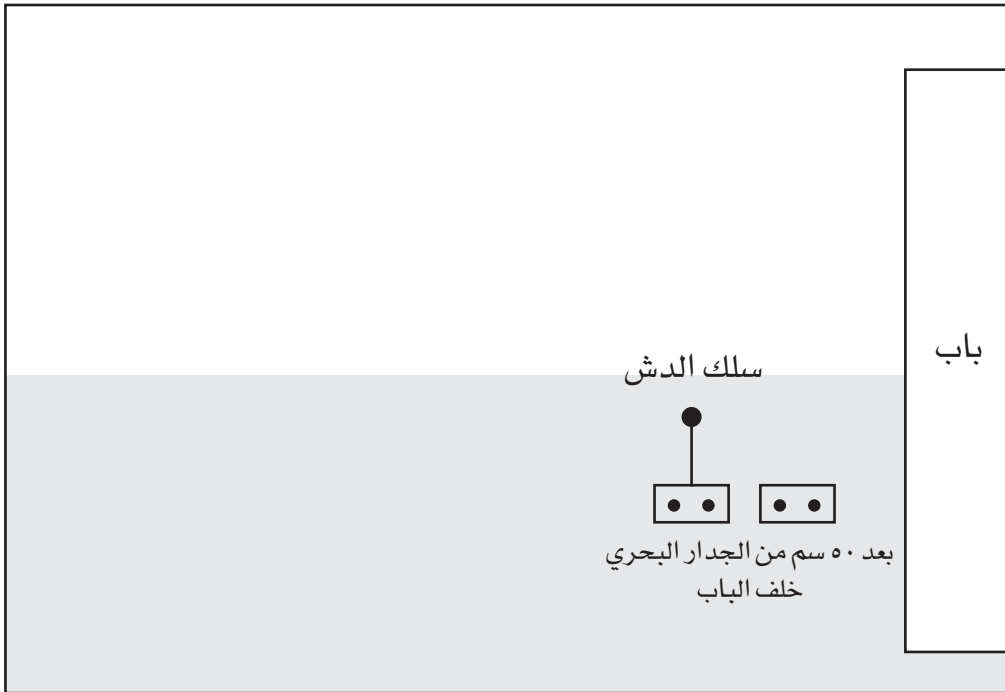 باب
سلك الدش
بعد ٥٠ سم من الجدار البحري
خلف الباب